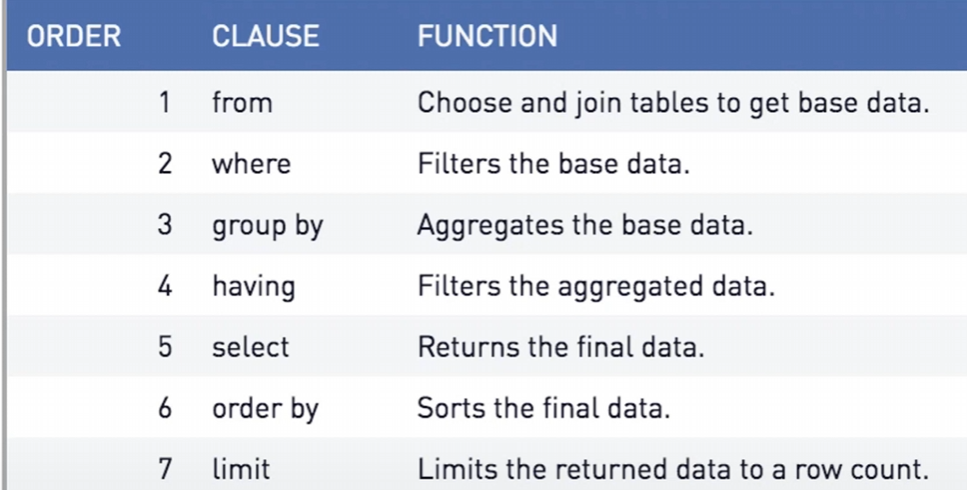 ORDER CLAUSE FUNCTION
1 from Choose and join tables to get base data.
2 where Filters the base data.
3 group by Aggregates the base data.
4 having Filters the aggregated data.
5 select Returns the final data.
6 order by Sorts the final data.
7 limit Limits the returned data to a row count.